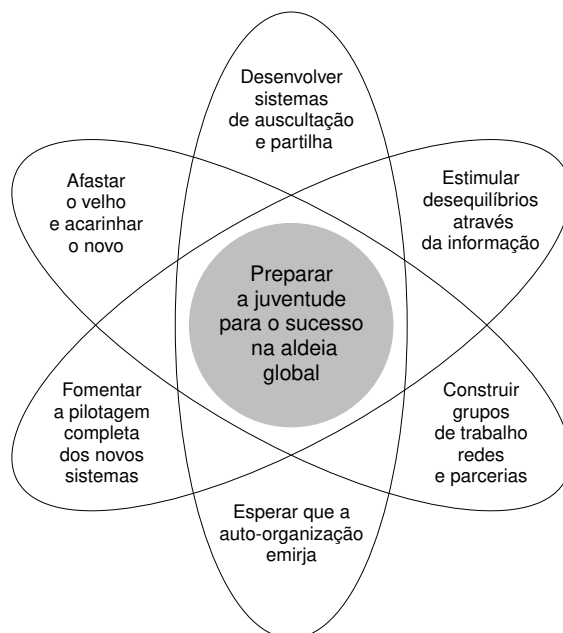 Desenvolver
sistemas
de auscultação
e partilha
Afastar
o velho
e acarinhar
o novo
Estimular
desequilíbrios
através
da informação
Preparar
a juventude
para o sucesso
na aldeia
global
Fomentar
a pilotagem
completa
dos novos
sistemas
Construir
grupos
de trabalho
redes
e parcerias
Esperar que a
auto-organização
emirja